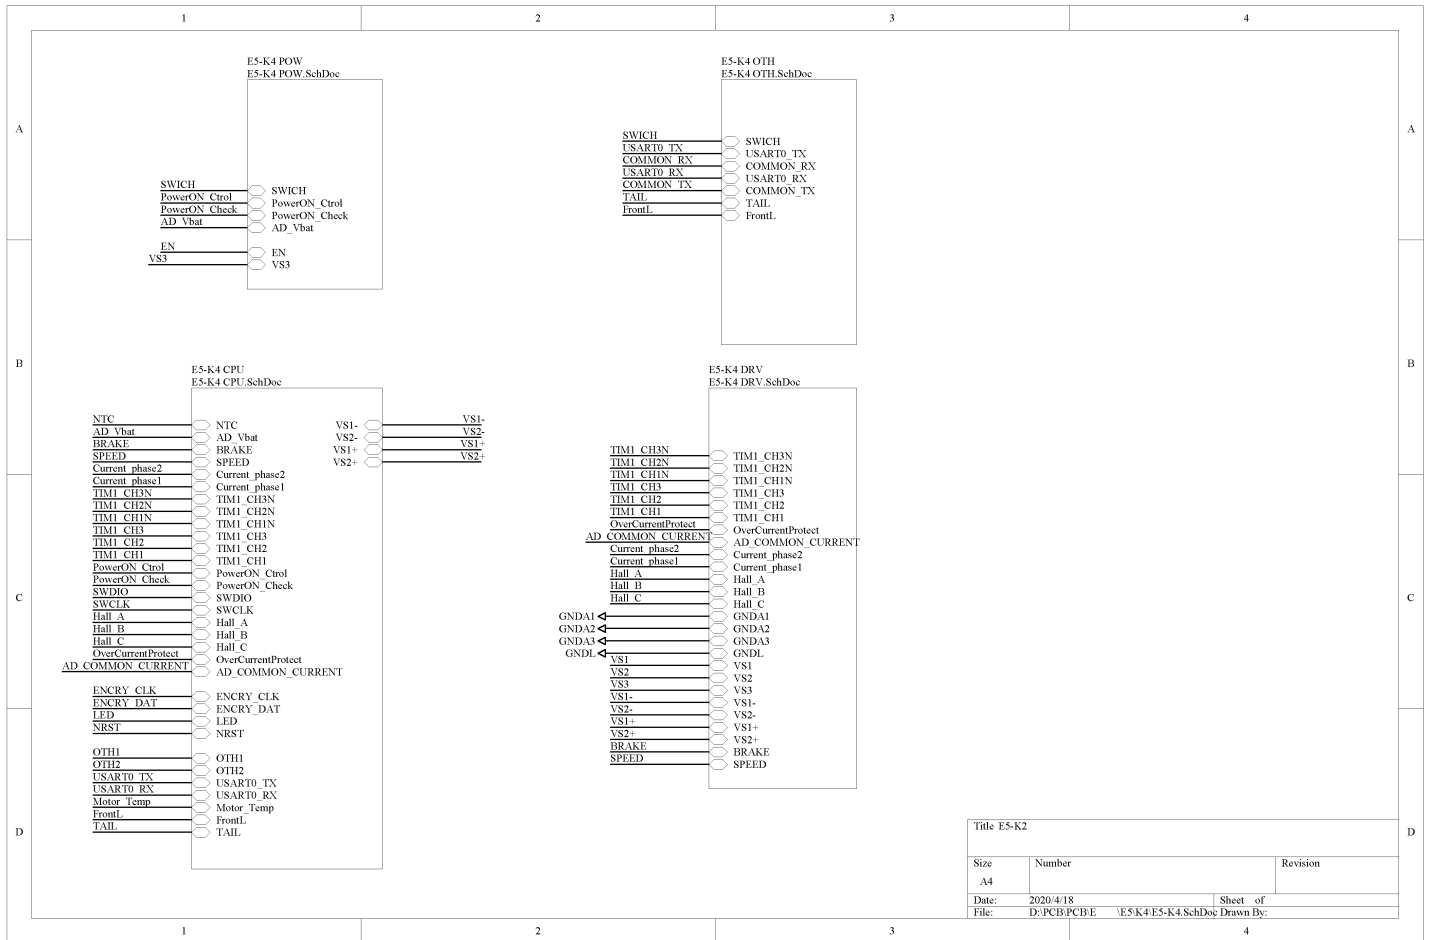 1 2 3 4
A A
B B
C C
D D
E5-K4 POW
E5-K4 POW.SchDoc
SWICH SWICH
PowerON_Ctrol PowerON_Ctrol
PowerON_Check PowerON_Check
AD_Vbat AD_Vbat
EN EN
VS3 VS3
E5-K4 OTH
E5-K4 OTH.SchDoc
SWICH SWICH
USART0_TX USART0_TX
COMMON_RX COMMON_RX
USART0_RX USART0_RX
COMMON_TX COMMON_TX
TAIL TAIL
FrontL FrontL
E5-K4 CPU
E5-K4 CPU.SchDoc
NTC NTC VS1- VS1-
AD_Vbat AD_Vbat VS2- VS2-
BRAKE BRAKE VS1+ VS1+
SPEED SPEED VS2+ VS2+
Current_phase2 Current_phase2
Current_phase1 Current_phase1
TIM1_CH3N TIM1_CH3N
TIM1_CH2N TIM1_CH2N
TIM1_CH1N TIM1_CH1N
TIM1_CH3 TIM1_CH3
TIM1_CH2 TIM1_CH2
TIM1_CH1 TIM1_CH1
PowerON_Ctrol PowerON_Ctrol
PowerON_Check PowerON_Check
SWDIO SWDIO
SWCLK SWCLK
Hall_A Hall_A
Hall_B Hall_B
Hall_C Hall_C
OverCurrentProtect OverCurrentProtect
AD_COMMON_CURRENT AD_COMMON_CURRENT
ENCRY_CLK ENCRY_CLK
ENCRY_DAT ENCRY_DAT
LED LED
NRST NRST
OTH1 OTH1
OTH2 OTH2
USART0_TX USART0_TX
USART0_RX USART0_RX
Motor_Temp Motor_Temp
FrontL FrontL
TAIL TAIL
E5-K4 DRV
E5-K4 DRV.SchDoc
TIM1_CH3N TIM1_CH3N
TIM1_CH2N TIM1_CH2N
TIM1_CH1N TIM1_CH1N
TIM1_CH3 TIM1_CH3
TIM1_CH2 TIM1_CH2
TIM1_CH1 TIM1_CH1
OverCurrentProtect OverCurrentProtect
AD_COMMON_CURRENT AD_COMMON_CURRENT
Current_phase2 Current_phase2
Current_phase1 Current_phase1
Hall_A Hall_A
Hall_B Hall_B
Hall_C Hall_C
GNDA1 GNDA1
GNDA2 GNDA2
GNDA3 GNDA3
GNDL GNDL
VS1 VS1
VS2 VS2
VS3 VS3
VS1- VS1-
VS2- VS2-
VS1+ VS1+
VS2+ VS2+
BRAKE BRAKE
SPEED SPEED
Title E5-K2
Size Number Revision
A4
Date: 2020/4/18 Sheet of
File: D:\PCB\PCB\E \E5\K4\E5-K4.SchDoc Drawn By:
1 2 3 4